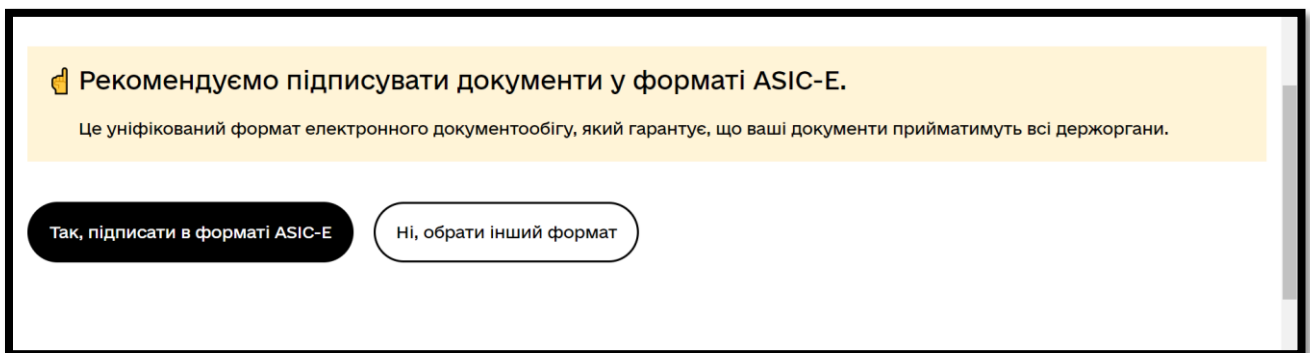 ☝️ Рекомендуємо підписувати документи у форматі ASIC-E.
Це уніфікований формат електронного документообігу, який гарантує, що ваші документи прийматимуть всі держоргани.
Так, підписати в форматі ASIC-E
Ні, обрати інший формат